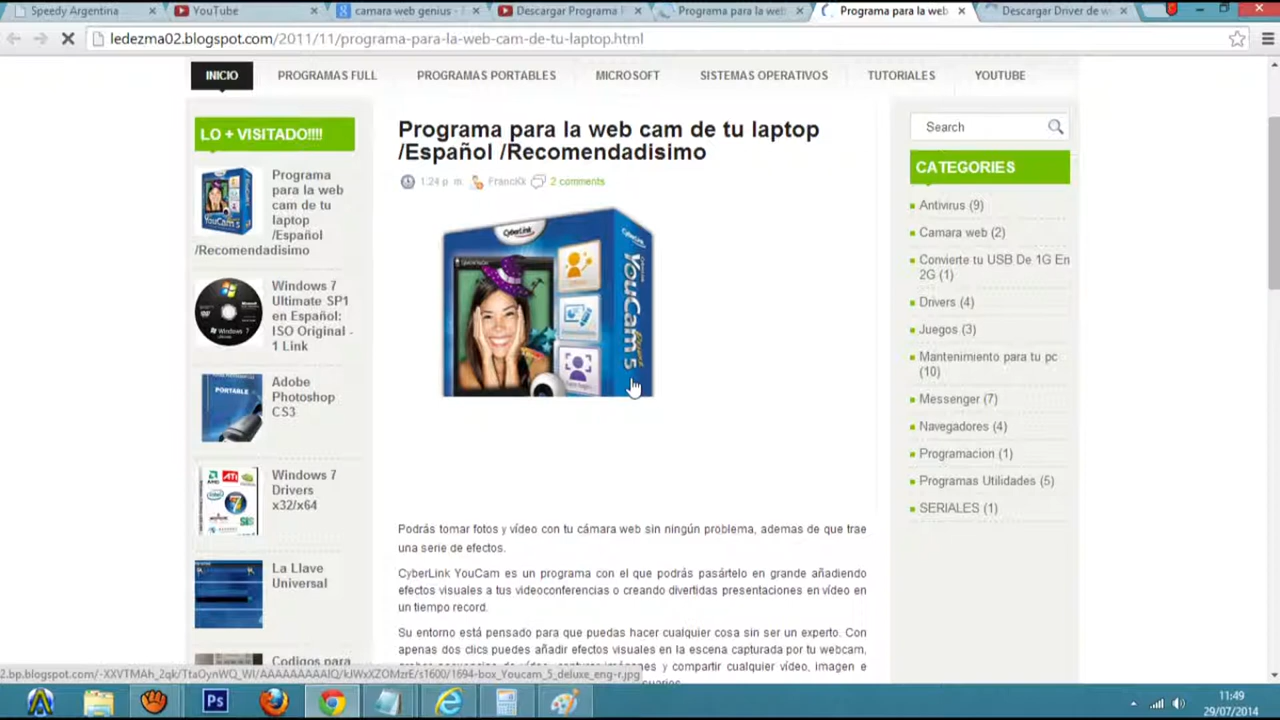 Speedy Argentina
YouTube
camara web genius -
Descargar Programa
Programa para la web
Programa para la web
Descargar Driver de w
ledezma02.blogspot.com/2011/11/programa-para-la-web-cam-de-tu-laptop.html
INICIO
PROGRAMAS FULL
PROGRAMAS PORTABLES
MICROSOFT
SISTEMAS OPERATIVOS
TUTORIALES
YOUTUBE
LO + VISITADO!!!!
Programa
para la web
cam de tu
laptop
/Español
/Recomendadisimo
Windows 7
Ultimate SP1
en Español:
ISO Original -
1 Link
Adobe
Photoshop
CS3
PORTABLE
Windows 7
Drivers
x32/x64
La Llave
Universal
Codigos para
Programa para la web cam de tu laptop
/Español /Recomendadisimo
1:24 p. m.
FrancKk
2 comments
CyberLink
YouCam 5
Podrás tomar fotos y vídeo con tu cámara web sin ningún problema, ademas de que trae
una serie de efectos.
CyberLink YouCam es un programa con el que podrás pasártelo en grande añadiendo
efectos visuales a tus videoconferencias o creando divertidas presentaciones en vídeo en
un tiempo record.
Su entorno está pensado para que puedas hacer cualquier cosa sin ser un experto. Con
apenas dos clics puedes añadir efectos visuales en la escena capturada por tu webcam,
y compartir cualquier vídeo, imagen e
Search
CATEGORIES
Antivirus (9)
Camara web (2)
Convierte tu USB De 1G En
2G (1)
Drivers (4)
Juegos (3)
Mantenimiento para tu pc
(10)
Messenger (7)
Navegadores (4)
Programacion (1)
Programas Utilidades (5)
SERIALES (1)
Ps
11:49
29/07/2014